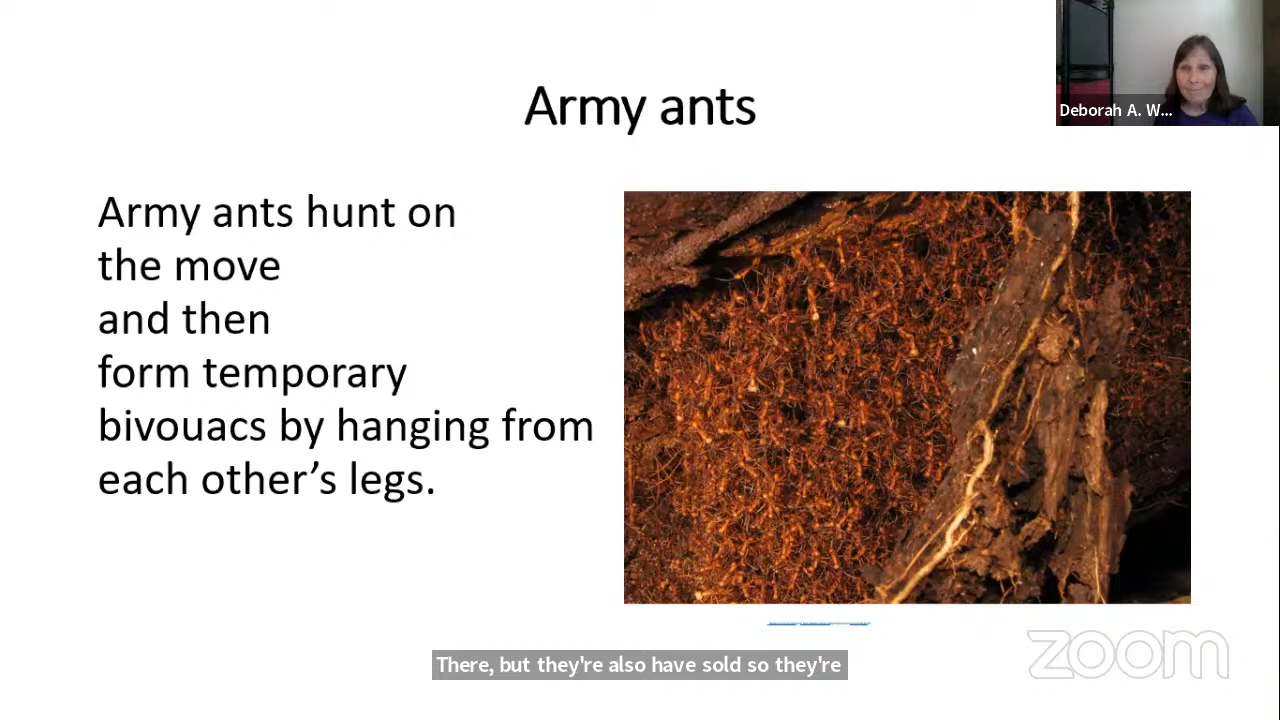 Army ants
Deborah A. W...
Army ants hunt on
the move
and then
form temporary
bivouacs by hanging from
each other’s legs.
There, but they're also have sold so they're
zoom